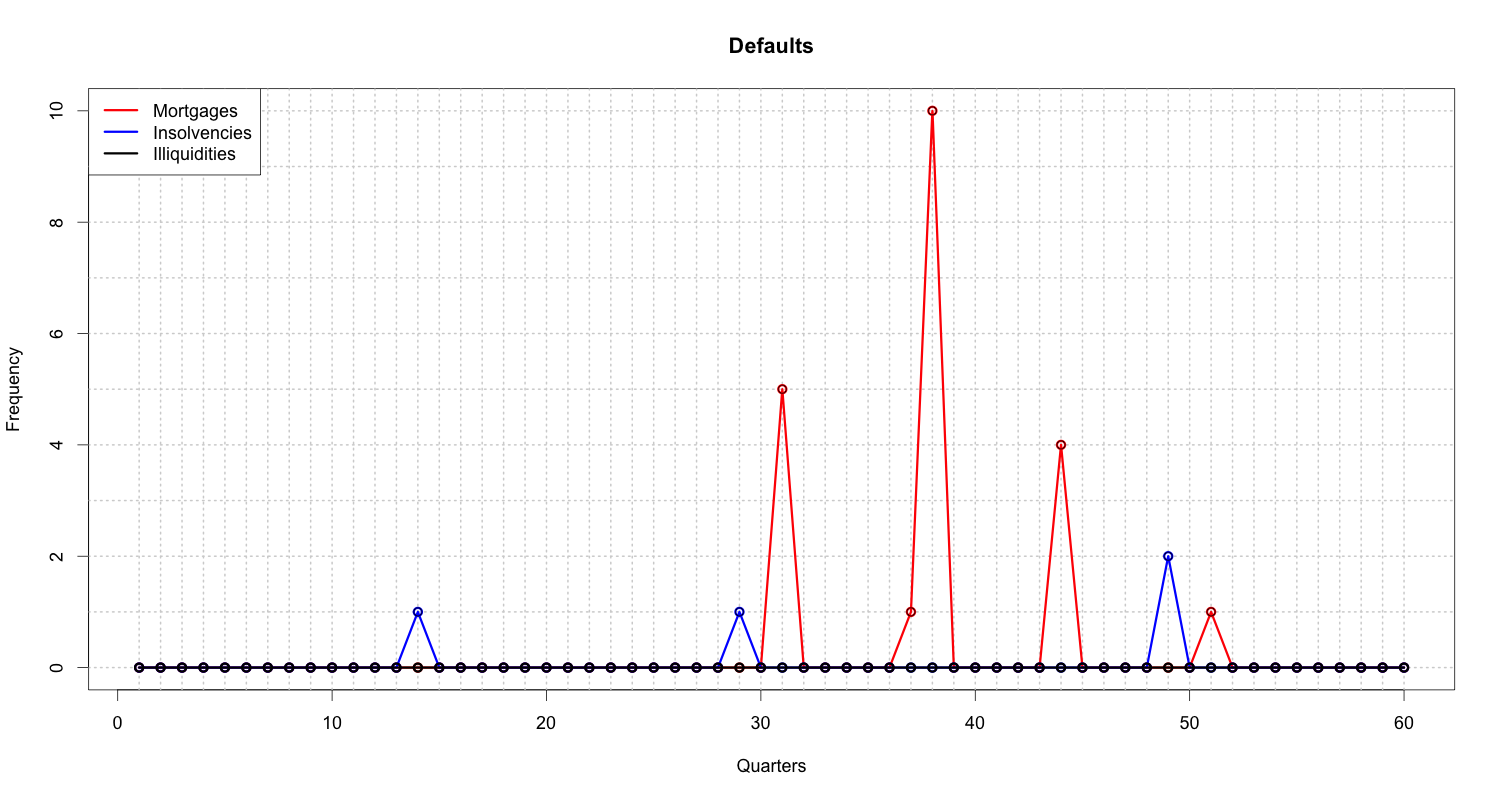 Defaults
Mortgages
Insolvencies
Illiquidities
10
8
6
4
2
0
Frequency
0 10 20 30 40 50 60
Quarters